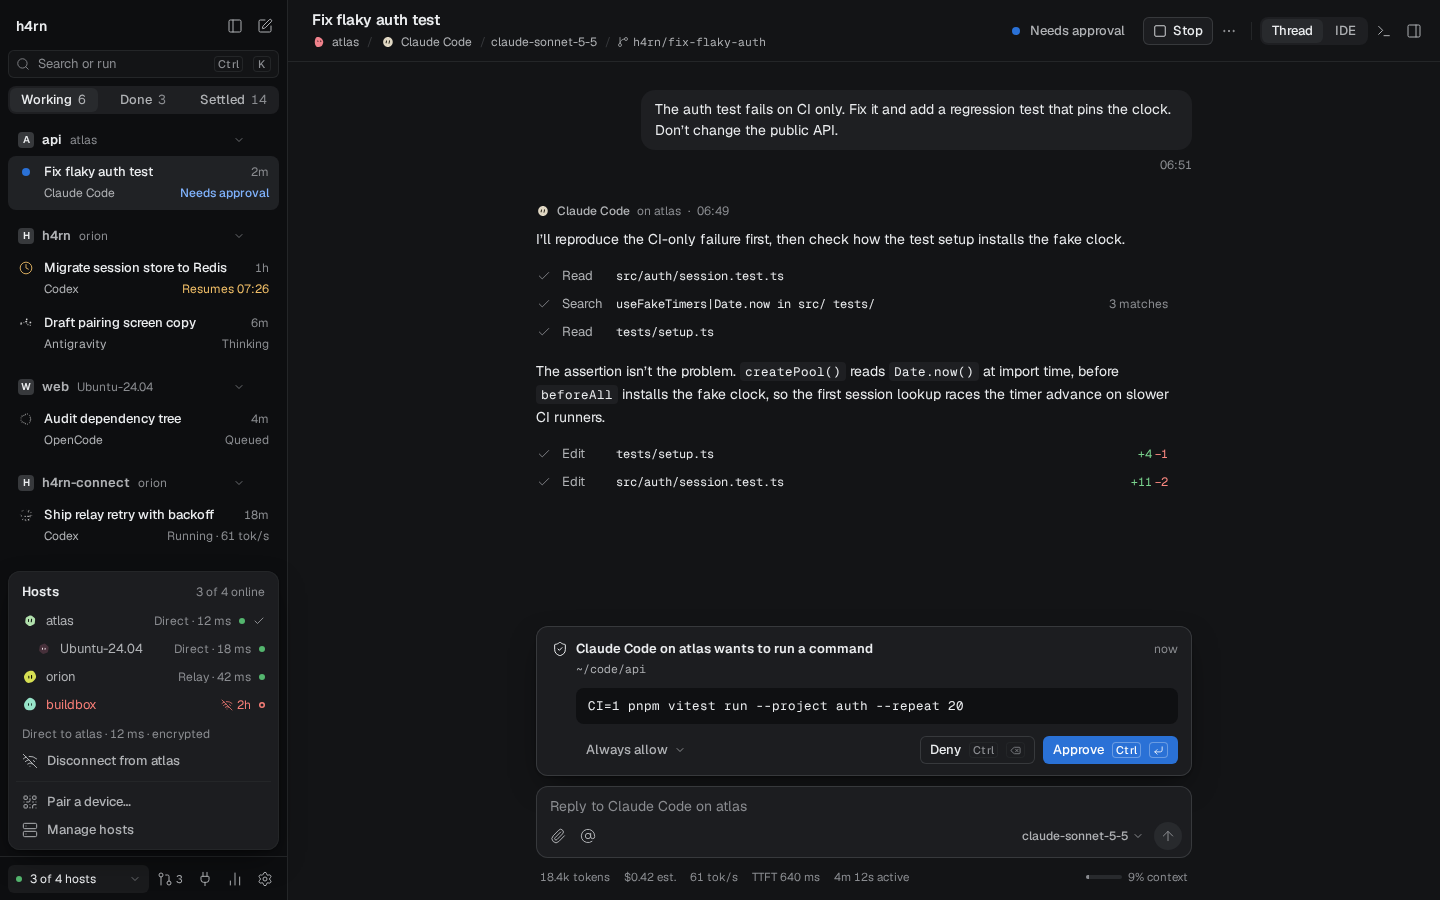 h4rn
Search or run Ctrl K
Working 6 Done 3 Settled 14
A api atlas
Fix flaky auth test 2m
Claude Code Needs approval
H h4rn orion
Migrate session store to Redis 1h
Codex Resumes 07:26
Draft pairing screen copy 6m
Antigravity Thinking
W web Ubuntu-24.04
Audit dependency tree 4m
OpenCode Queued
H h4rn-connect orion
Ship relay retry with backoff 18m
Codex Running · 61 tok/s
Hosts 3 of 4 online
atlas Direct · 12 ms
Ubuntu-24.04 Direct · 18 ms
orion Relay · 42 ms
buildbox 2h
Direct to atlas · 12 ms · encrypted
Disconnect from atlas
Pair a device…
Manage hosts
3 of 4 hosts 3
Fix flaky auth test
atlas / Claude Code / claude-sonnet-5-5 / h4rn/fix-flaky-auth
Needs approval Stop ··· Thread IDE
The auth test fails on CI only. Fix it and add a regression test that pins the clock.
Don’t change the public API.
06:51
Claude Code on atlas · 06:49
I’ll reproduce the CI-only failure first, then check how the test setup installs the fake clock.
Read src/auth/session.test.ts
Search useFakeTimers|Date.now in src/ tests/ 3 matches
Read tests/setup.ts
The assertion isn’t the problem. createPool() reads Date.now() at import time, before
beforeAll installs the fake clock, so the first session lookup races the timer advance on slower
CI runners.
Edit tests/setup.ts +4 −1
Edit src/auth/session.test.ts +11 −2
Claude Code on atlas wants to run a command now
~/code/api
CI=1 pnpm vitest run --project auth --repeat 20
Always allow Deny Ctrl Approve Ctrl
Reply to Claude Code on atlas
claude-sonnet-5-5
18.4k tokens $0.42 est. 61 tok/s TTFT 640 ms 4m 12s active 9% context